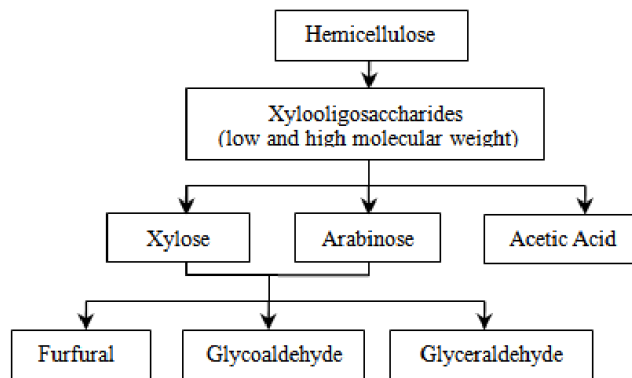 Hemicellulose
Xylooligosaccharides
(low and high molecular weight)
Xylose
Arabinose
Acetic Acid
Furfural
Glycoaldehyde
Glyceraldehyde